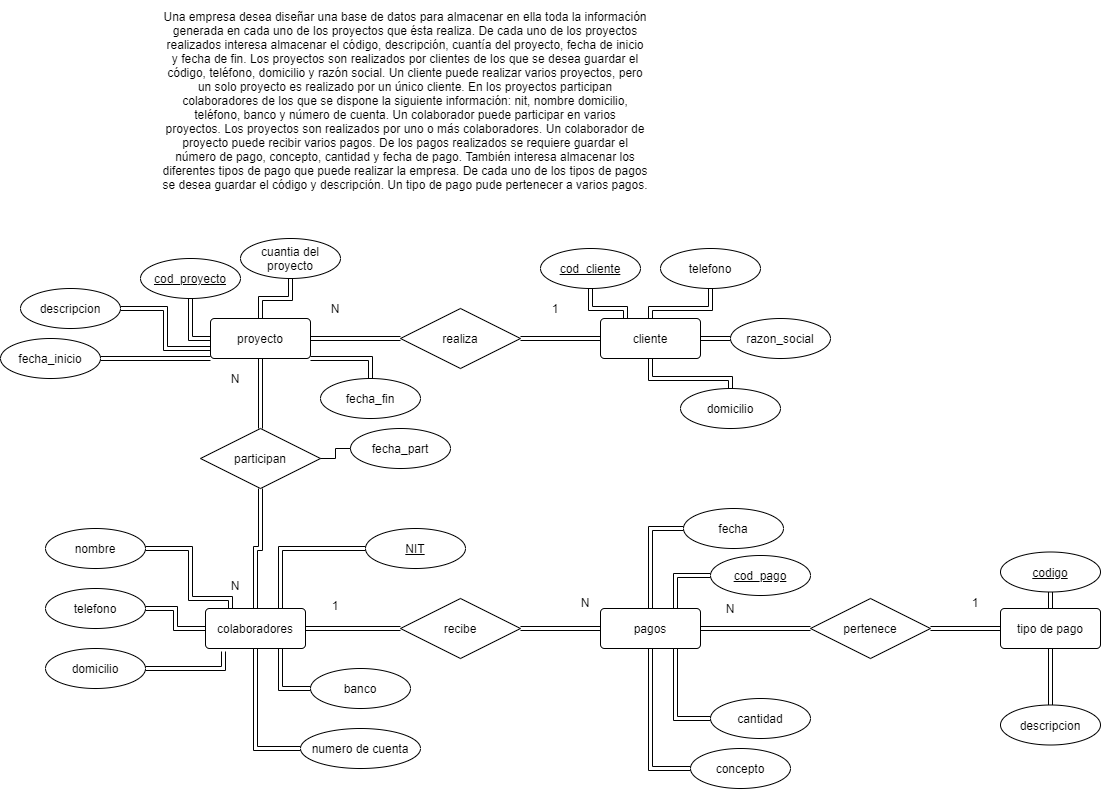 Una empresa desea diseñar una base de datos para almacenar en ella toda la información
generada en cada uno de los proyectos que ésta realiza. De cada uno de los proyectos
realizados interesa almacenar el código, descripción, cuantía del proyecto, fecha de inicio
y fecha de fin. Los proyectos son realizados por clientes de los que se desea guardar el
código, teléfono, domicilio y razón social. Un cliente puede realizar varios proyectos, pero
un solo proyecto es realizado por un único cliente. En los proyectos participan
colaboradores de los que se dispone la siguiente información: nit, nombre domicilio,
teléfono, banco y número de cuenta. Un colaborador puede participar en varios
proyectos. Los proyectos son realizados por uno o más colaboradores. Un colaborador de
proyecto puede recibir varios pagos. De los pagos realizados se requiere guardar el
número de pago, concepto, cantidad y fecha de pago. También interesa almacenar los
diferentes tipos de pago que puede realizar la empresa. De cada uno de los tipos de pagos
se desea guardar el código y descripción. Un tipo de pago pude pertenecer a varios pagos.
cuantia del
proyecto
cod_proyecto
cod_cliente
telefono
descripcion
N
1
proyecto
realiza
cliente
razon_social
fecha_inicio
N
fecha_fin
domicilio
participan
fecha_part
fecha
nombre
NIT
cod_pago
codigo
N
telefono
1
N
N
1
colaboradores
recibe
pagos
pertenece
tipo de pago
domicilio
banco
cantidad
descripcion
numero de cuenta
concepto